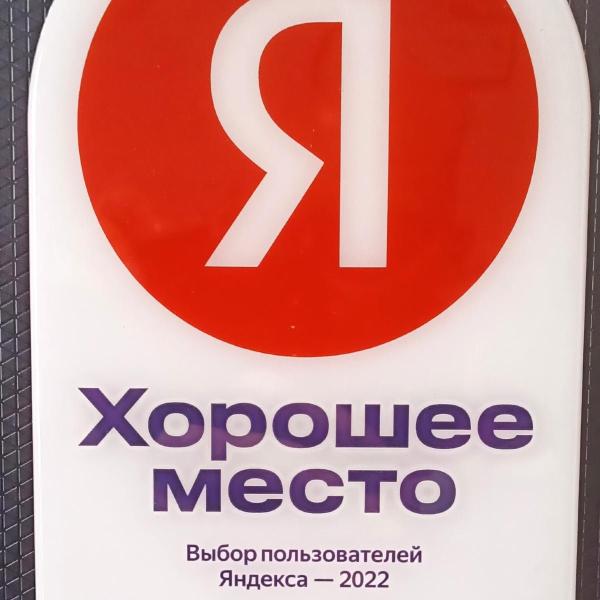 Я
Хорошее
место
Выбор пользователей
Яндекса — 2022